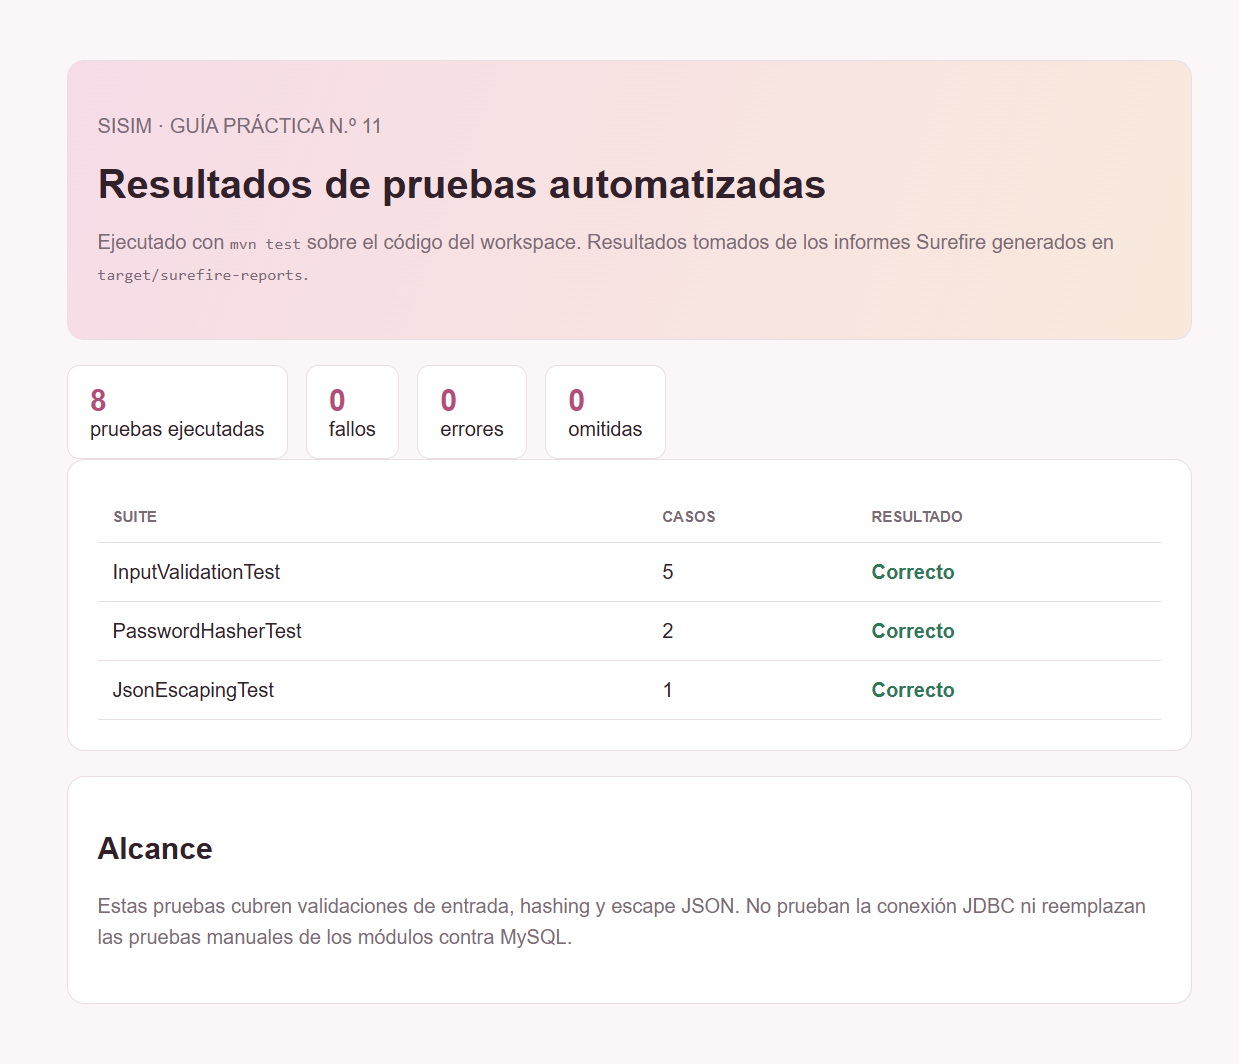 SISIM · GUÍA PRÁCTICA N.º 11
Resultados de pruebas automatizadas
Ejecutado con mvn test sobre el código del workspace. Resultados tomados de los informes Surefire generados en
target/surefire-reports.
8
pruebas ejecutadas
0
fallos
0
errores
0
omitidas
SUITE CASOS RESULTADO
InputValidationTest 5 Correcto
PasswordHasherTest 2 Correcto
JsonEscapingTest 1 Correcto
Alcance
Estas pruebas cubren validaciones de entrada, hashing y escape JSON. No prueban la conexión JDBC ni reemplazan
las pruebas manuales de los módulos contra MySQL.